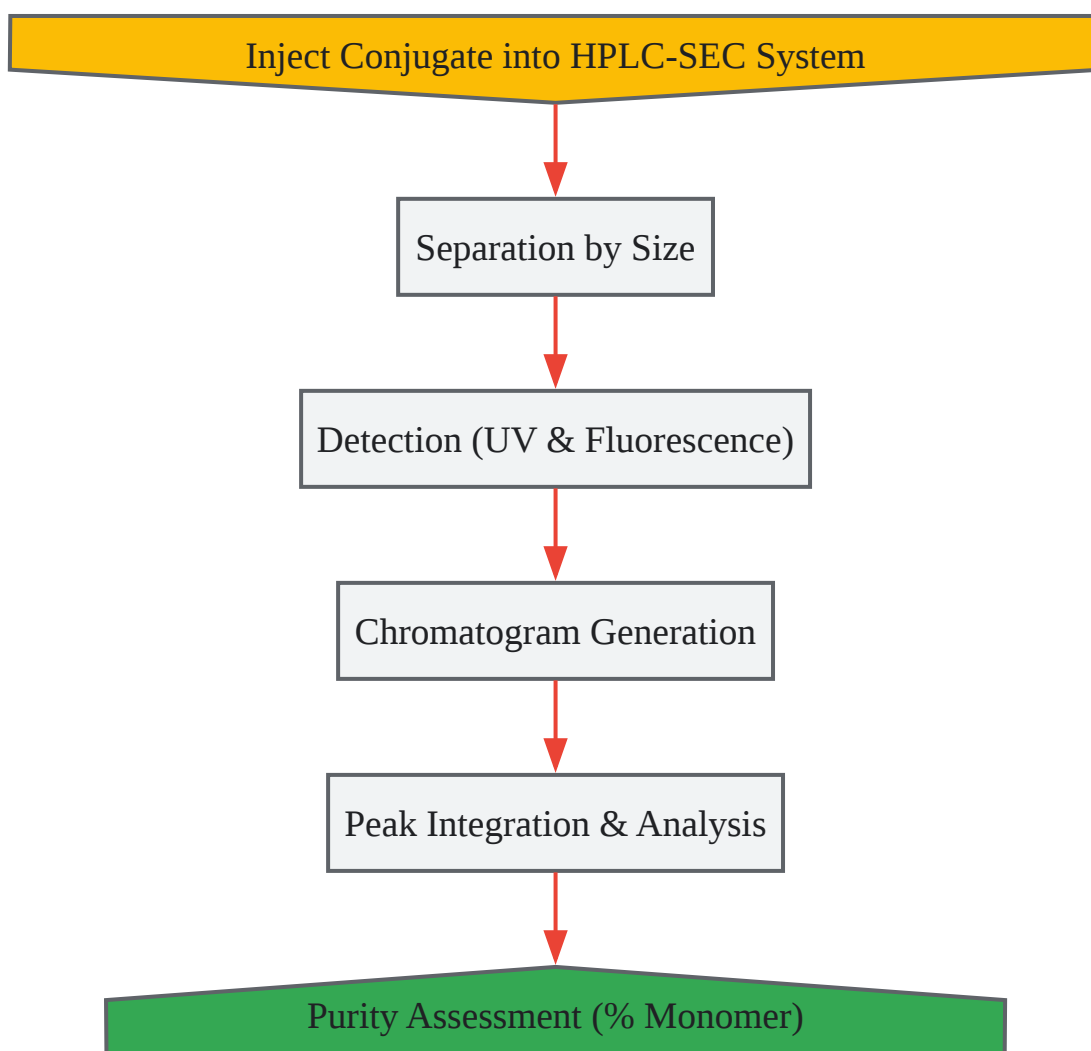 Inject Conjugate into HPLC-SEC System
Separation by Size
Detection (UV & Fluorescence)
Chromatogram Generation
Peak Integration & Analysis
Purity Assessment (% Monomer)